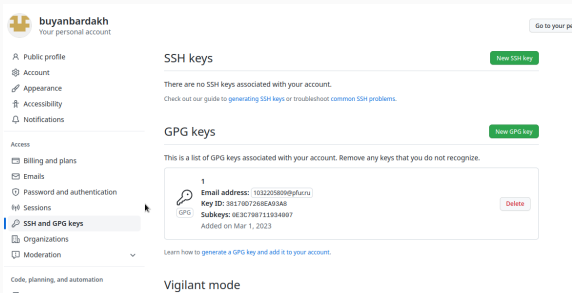 buyanbardakh
Your personal account
Go to your pe
Public profile
Account
Appearance
Accessibility
Notifications
Access
Billing and plans
Emails
Password and authentication
Sessions
SSH and GPG keys
Organizations
Moderation
Code, planning, and automation
SSH keys
New SSH key
There are no SSH keys associated with your account.
Check out our guide to generating SSH keys or troubleshoot common SSH problems.
GPG keys
New GPG key
This is a list of GPG keys associated with your account. Remove any keys that you do not recognize.
1
Email address: 1032205809@pfur.ru
Key ID: 38170D7268EA93A8
Subkeys: 0E3C798711934007
Added on Mar 1, 2023
GPG
Delete
Learn how to generate a GPG key and add it to your account.
Vigilant mode